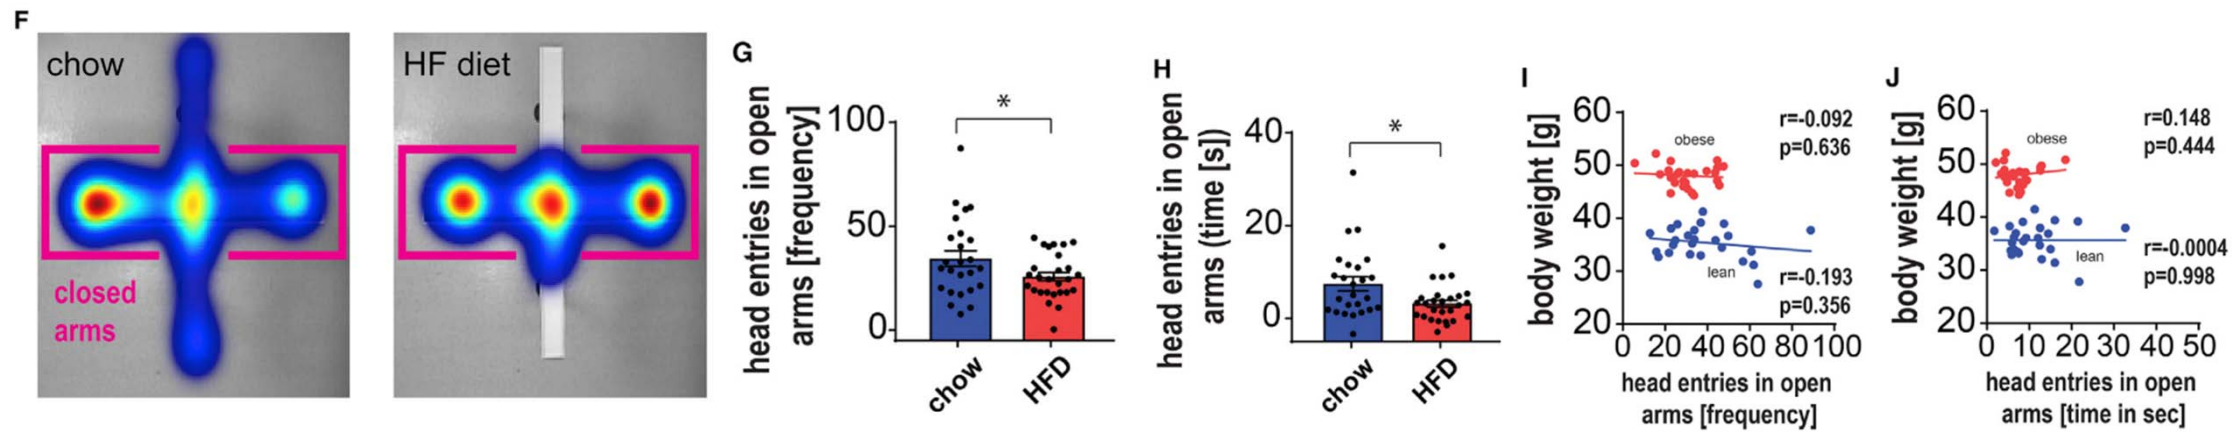 F
chow
closed
arms
HF diet
G
head entries in open
arms [frequency]
100
50
0
*
chow
HFD
H
head entries in open
arms (time [s])
40
20
0
*
chow
HFD
I
body weight [g]
60
50
40
30
20
obese
lean
r=-0.092
p=0.636
r=-0.193
p=0.356
0 20 40 60 80 100
head entries in open
arms [frequency]
J
body weight [g]
60
50
40
30
20
obese
lean
r=0.148
p=0.444
r=-0.0004
p=0.998
0 10 20 30 40 50
head entries in open
arms [time in sec]